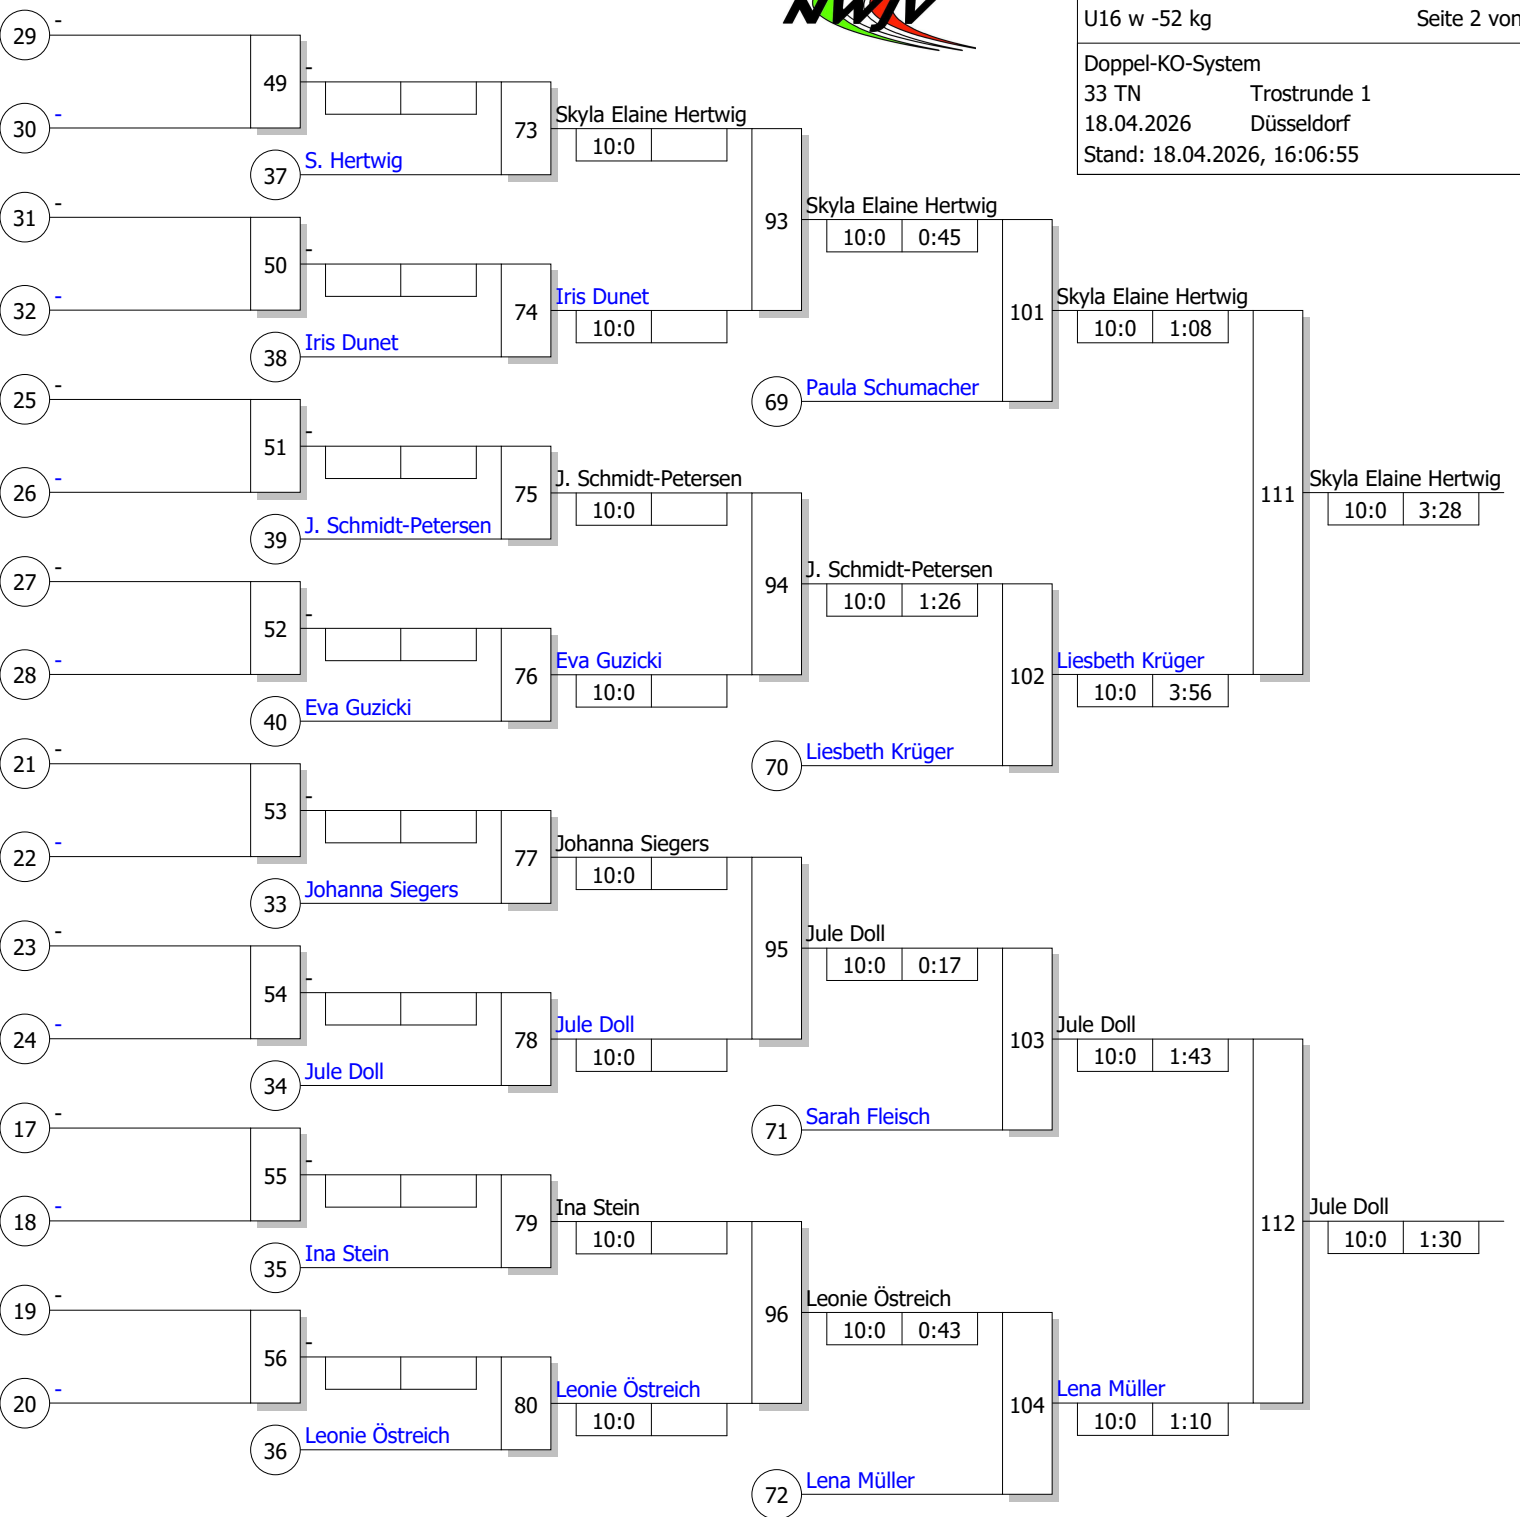 NWJV
U16 w -52 kg Seite 2 von
Doppel-KO-System
33 TN Trostrunde 1
18.04.2026 Düsseldorf
Stand: 18.04.2026, 16:06:55
29 -
49 -
30 -
73 Skyla Elaine Hertwig
10:0
37 S. Hertwig
31 -
93 Skyla Elaine Hertwig
10:0 0:45
50 -
32 -
74 Iris Dunet
10:0
38 Iris Dunet
101 Skyla Elaine Hertwig
10:0 1:08
25 -
69 Paula Schumacher
51 -
26 -
75 J. Schmidt-Petersen
10:0
39 J. Schmidt-Petersen
111 Skyla Elaine Hertwig
10:0 3:28
27 -
94 J. Schmidt-Petersen
10:0 1:26
52 -
28 -
76 Eva Guzicki
10:0
40 Eva Guzicki
102 Liesbeth Krüger
10:0 3:56
21 -
70 Liesbeth Krüger
53 -
22 -
77 Johanna Siegers
10:0
33 Johanna Siegers
23 -
95 Jule Doll
10:0 0:17
54 -
24 -
78 Jule Doll
10:0
34 Jule Doll
103 Jule Doll
10:0 1:43
17 -
71 Sarah Fleisch
55 -
18 -
79 Ina Stein
10:0
35 Ina Stein
112 Jule Doll
10:0 1:30
19 -
96 Leonie Östreich
10:0 0:43
56 -
20 -
80 Leonie Östreich
10:0
36 Leonie Östreich
104 Lena Müller
10:0 1:10
72 Lena Müller